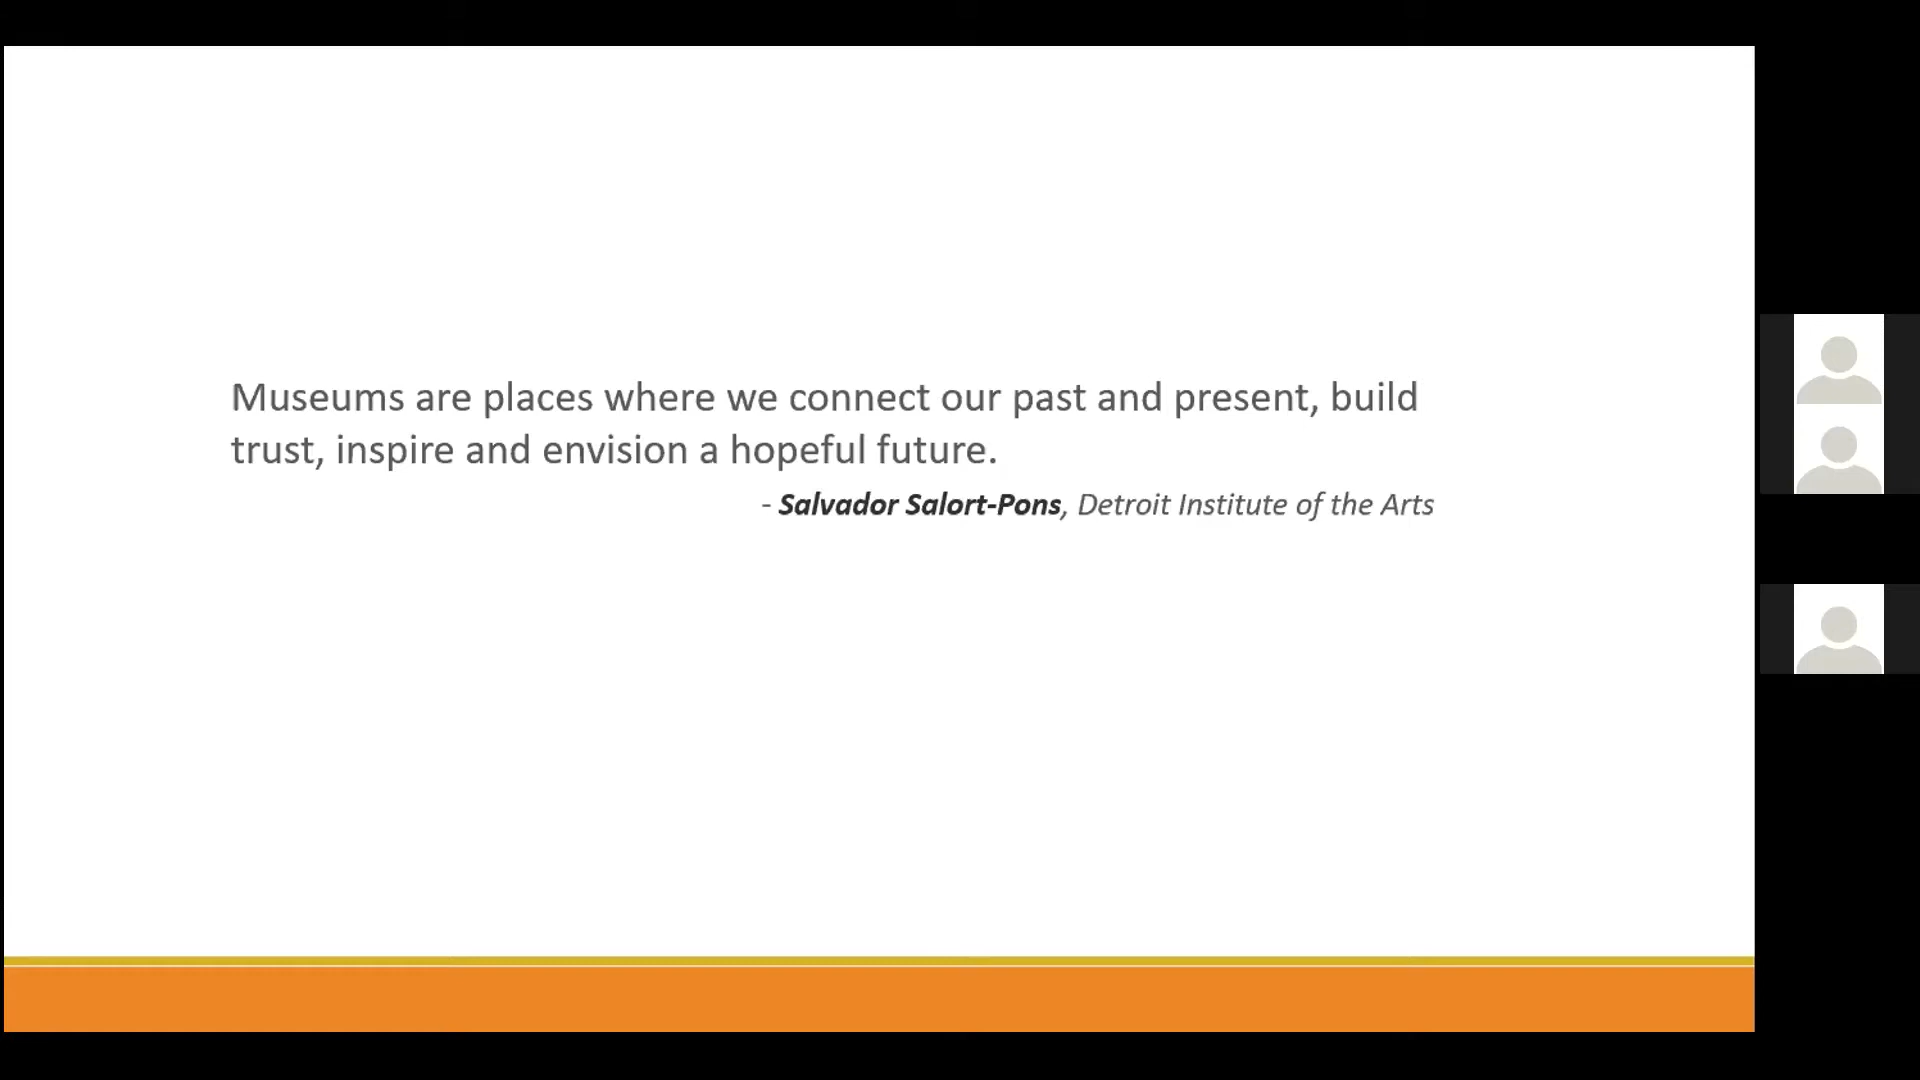 Museums are places where we connect our past and present, build
trust, inspire and envision a hopeful future.
- Salvador Salort-Pons, Detroit Institute of the Arts